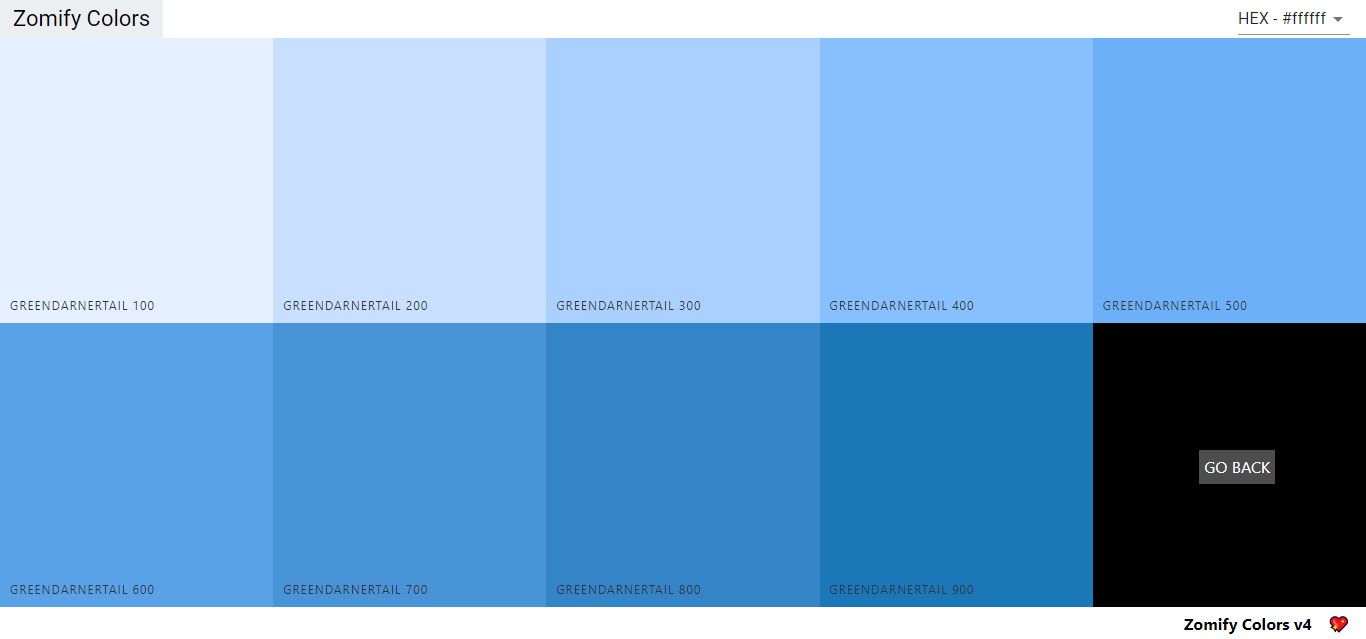 Zomify Colors
HEX - #ffffff
GREENDARNERTAIL 100
GREENDARNERTAIL 200
GREENDARNERTAIL 300
GREENDARNERTAIL 400
GREENDARNERTAIL 500
GREENDARNERTAIL 600
GREENDARNERTAIL 700
GREENDARNERTAIL 800
GREENDARNERTAIL 900
GO BACK
Zomify Colors v4